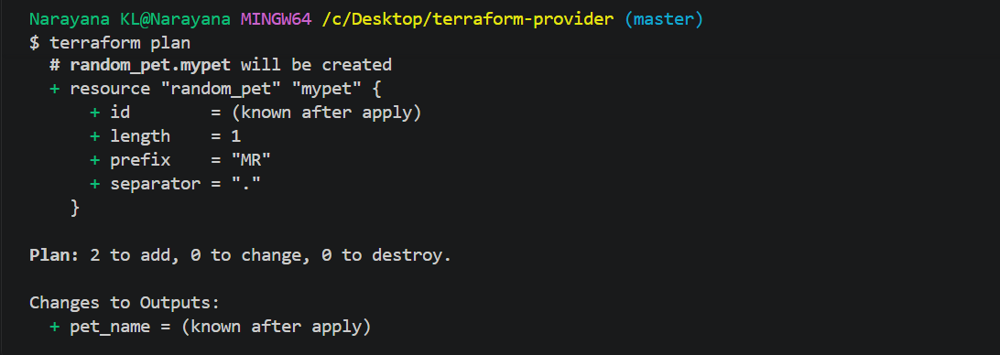 Narayana KL@Narayana MINGW64 /c/Desktop/terraform-provider (master)
$ terraform plan
  # random_pet.mypet will be created
  + resource "random_pet" "mypet" {
      + id        = (known after apply)
      + length    = 1
      + prefix    = "MR"
      + separator = "."
    }

Plan: 2 to add, 0 to change, 0 to destroy.

Changes to Outputs:
  + pet_name = (known after apply)